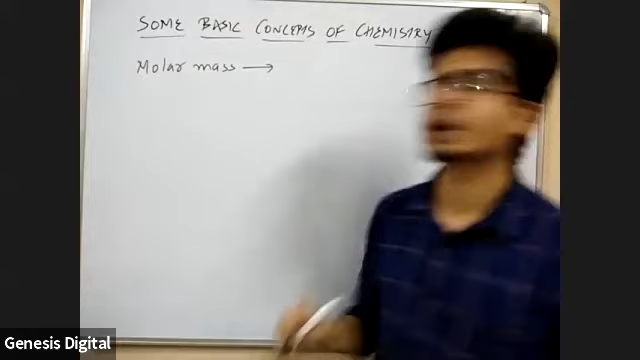 SOME BASIC CONCEPTS OF CHEMISTRY
Molar mass →
Genesis Digital